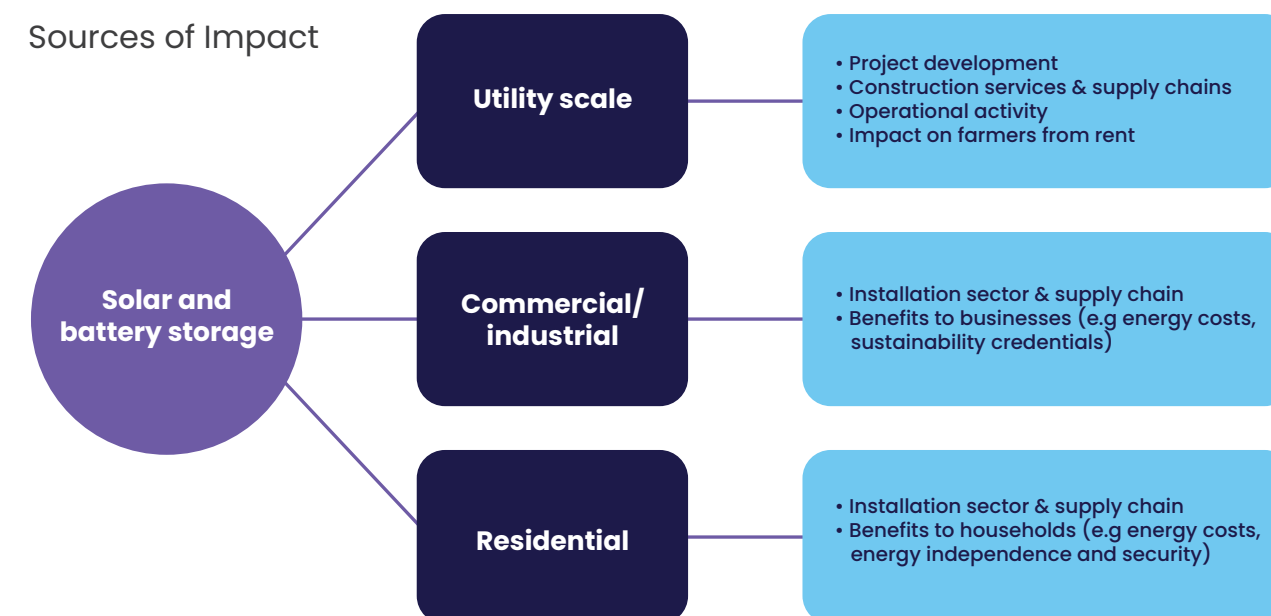 Sources of Impact
Solar and
battery storage
Utility scale
• Project development
• Construction services & supply chains
• Operational activity
• Impact on farmers from rent
Commercial/
industrial
• Installation sector & supply chain
• Benefits to businesses (e.g energy costs,
sustainability credentials)
Residential
• Installation sector & supply chain
• Benefits to households (e.g energy costs,
energy independence and security)